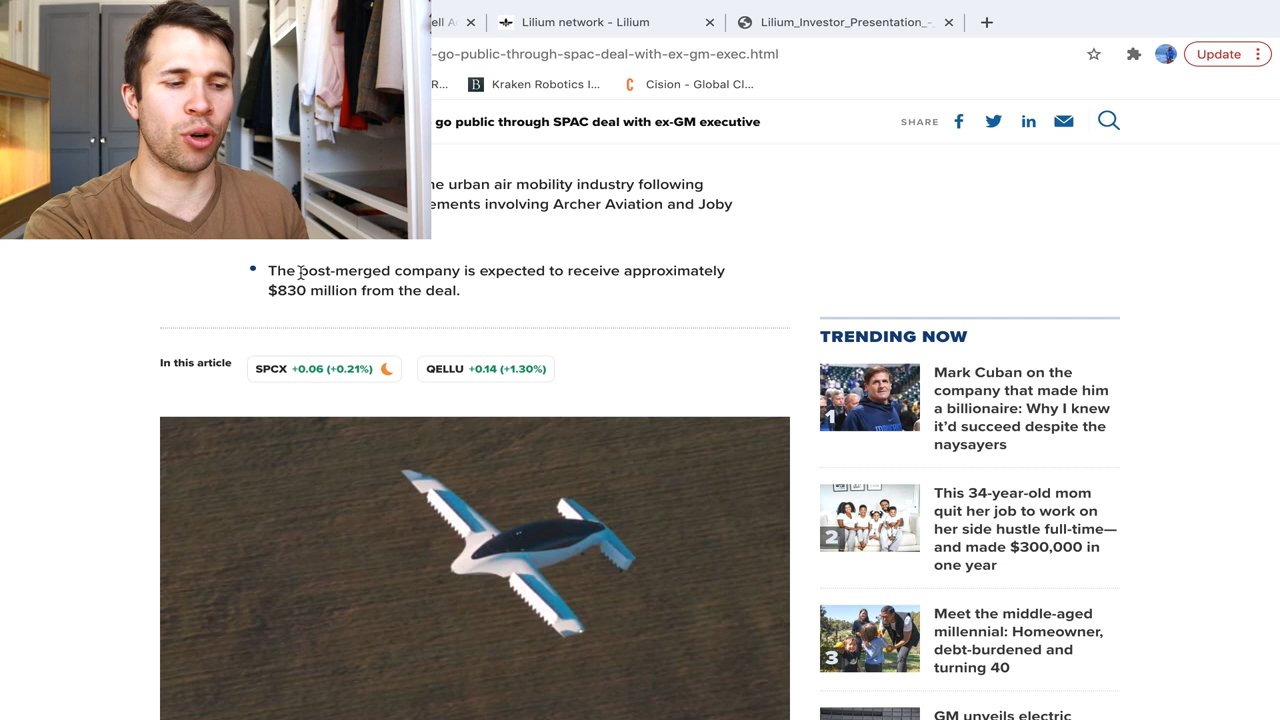 ell A
Lilium network - Lilium
Lilium_Investor_Presentation_-
-go-public-through-spac-deal-with-ex-gm-exec.html
Update
R...
Kraken Robotics I...
Cision - Global Cl...
go public through SPAC deal with ex-GM executive
SHARE
ne urban air mobility industry following
ements involving Archer Aviation and Joby
The post-merged company is expected to receive approximately
$830 million from the deal.
In this article
SPCX +0.06 (+0.21%)
QELLU +0.14 (+1.30%)
TRENDING NOW
1
Mark Cuban on the
company that made him
a billionaire: Why I knew
it’d succeed despite the
naysayers
2
This 34-year-old mom
quit her job to work on
her side hustle full-time—
and made $300,000 in
one year
3
Meet the middle-aged
millennial: Homeowner,
debt-burdened and
turning 40
GM unveils electric